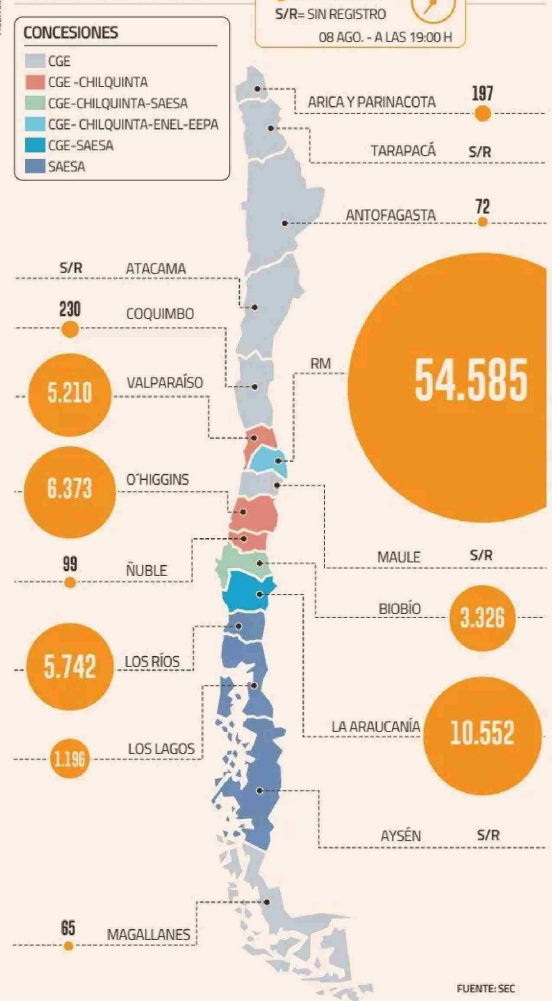 S/R= SIN REGISTRO
08 AGO. - A LAS 19:00 H
CONCESIONES
CGE
CGE -CHILQUINTA
CGE-CHILQUINTA-SAESA
CGE- CHILQUINTA-ENEL-EEPA
CGE-SAESA
SAESA
ARICA Y PARINACOTA 197
TARAPACÁ S/R
ANTOFAGASTA 72
S/R ATACAMA
230 COQUIMBO
5.210 VALPARAÍSO
RM 54.585
6.373 O´HIGGINS
MAULE S/R
99 ÑUBLE
BIOBÍO 3.326
5.742 LOS RÍOS
LA ARAUCANÍA 10.552
1.196 LOS LAGOS
AYSÉN S/R
65 MAGALLANES
FUENTE: SEC